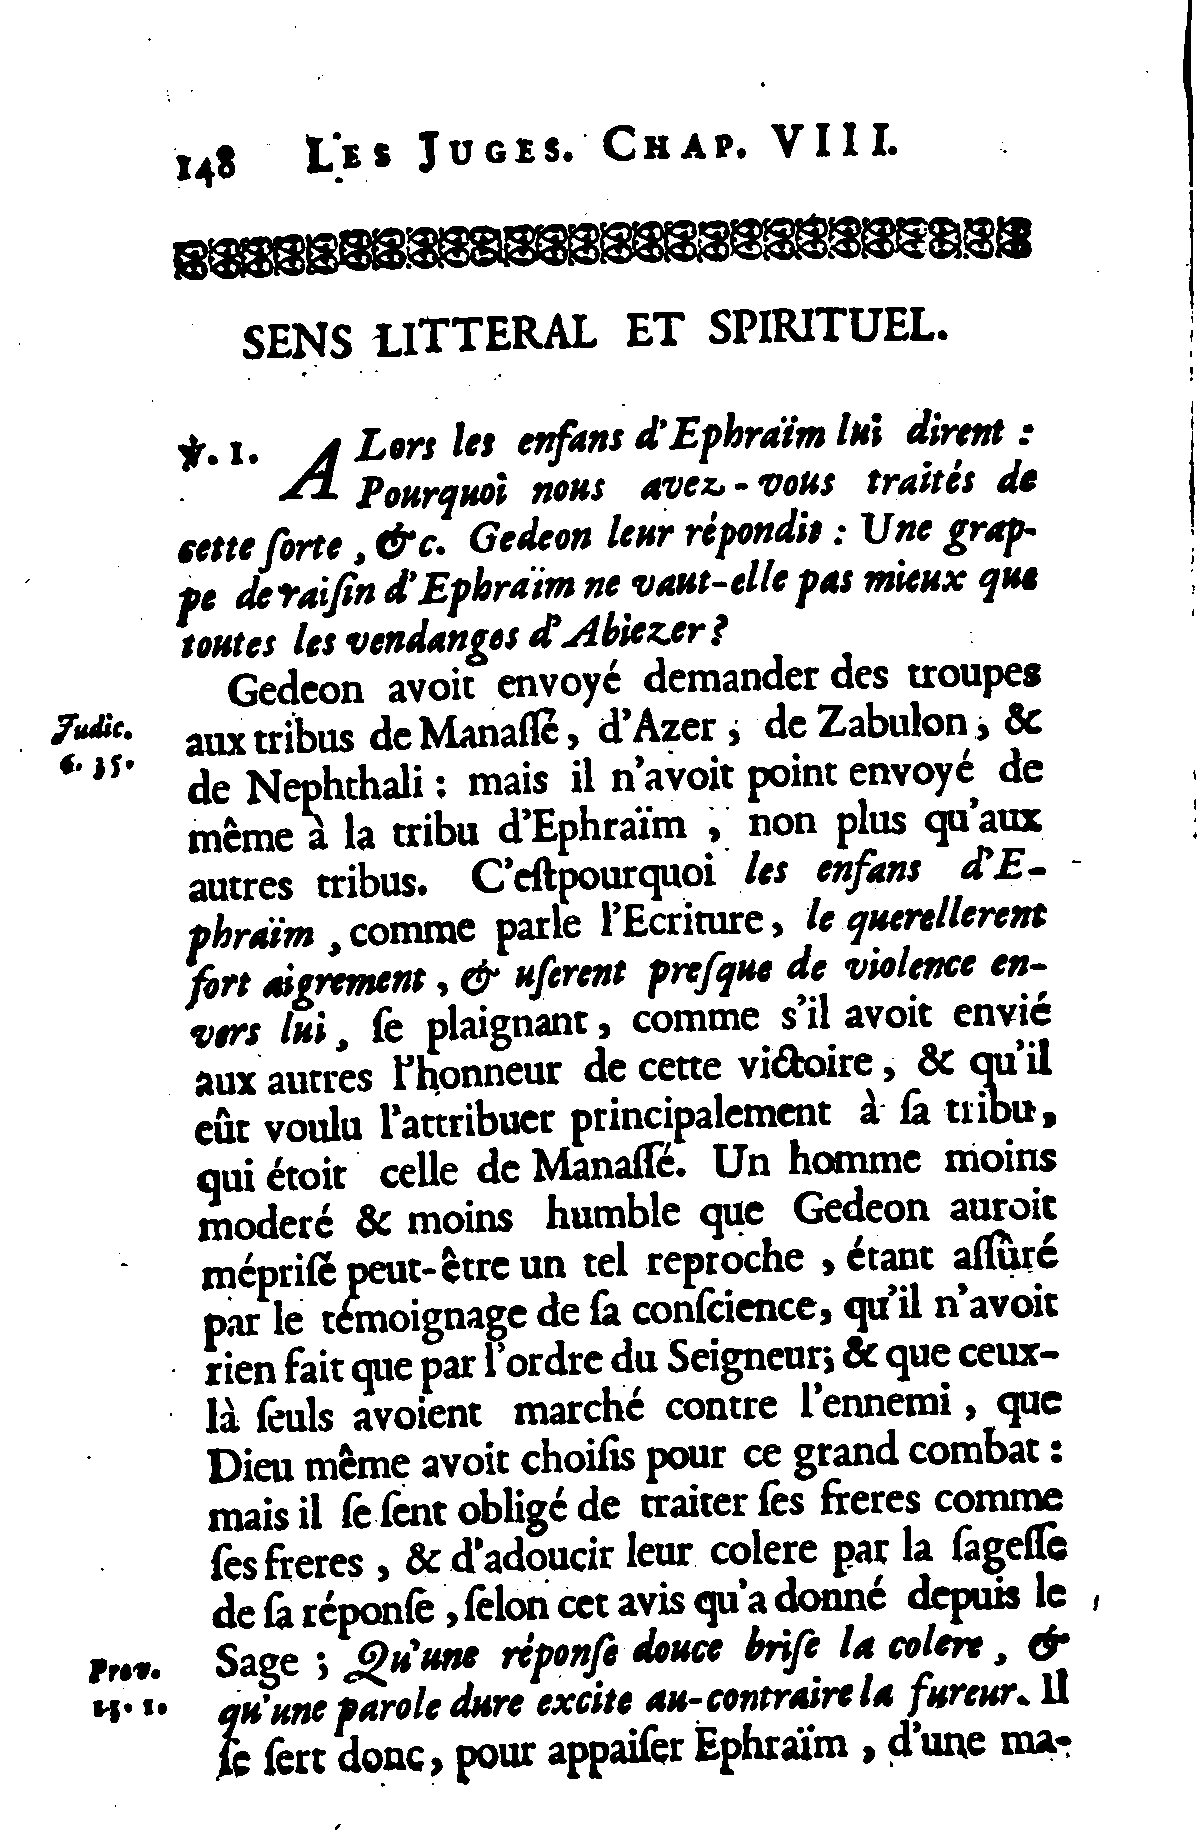 148 LES JUGES. CHAP. VIII.
SENS LITTERAL ET SPIRITUEL.
℣. 1. ALors les enfans d'Ephraïm lui dirent :
Pourquoi nous avez-vous traités de
cette ſorte, &c. Gedeon leur répondit : Une grap-
pe de raiſin d'Ephraïm ne vaut-elle pas mieux que
toutes les vendanges d'Abiezer ?
Gedeon avoit envoyé demander des troupes
Judic.
6. 35.
aux tribus de Manaſſé, d'Azer, de Zabulon, &
de Nephthali : mais il n'avoit point envoyé de
même à la tribu d'Ephraïm, non plus qu'aux
autres tribus. C'eſtpourquoi les enfans d'E-
phraïm, comme parle l'Ecriture, le querellerent
fort aigrement, & uſerent preſque de violence en-
vers lui, ſe plaignant, comme s'il avoit envié
aux autres l'honneur de cette victoire, & qu'il
eût voulu l'attribuer principalement à ſa tribu,
qui étoit celle de Manaſſé. Un homme moins
moderé & moins humble que Gedeon auroit
mépriſé peut-être un tel reproche, étant aſſûré
par le témoignage de ſa conſcience, qu'il n'avoit
rien fait que par l'ordre du Seigneur; & que ceux-
là ſeuls avoient marché contre l'ennemi, que
Dieu même avoit choiſis pour ce grand combat :
mais il ſe ſent obligé de traiter ſes freres comme
ſes freres, & d'adoucir leur colere par la ſageſſe
de ſa réponſe, ſelon cet avis qu'a donné depuis le
Prov.
15. 1.
Sage ; Qu'une réponſe douce briſe la colere, &
qu'une parole dure excite au-contraire la fureur. Il
ſe ſert donc, pour appaiſer Ephraïm, d'une ma-